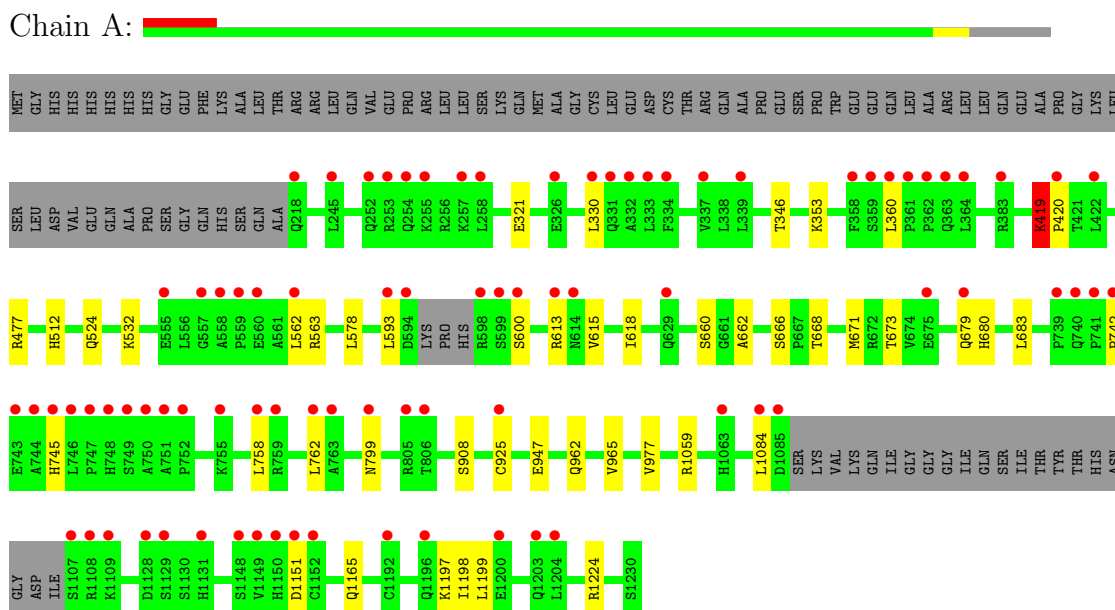 Chain A:
MET GLY HIS HIS HIS HIS HIS HIS HIS GLY GLU PHE LYS ALA LEU THR ARG ARG LEU GLN VAL GLU PRO ARG LEU LEU SER LYS GLN MET ALA GLY CYS LEU GLU ASP CYS THR ARG GLN ALA PRO GLU SER PRO TRP GLU GLU GLN LEU ALA ARG LEU LEU GLN GLU ALA PRO GLY LYS LEU
SER LEU ASP VAL GLU GLN ALA PRO SER GLY GLN HIS SER GLN ALA Q218 L245 Q252 R253 Q254 K255 R256 K257 L258 E321 E326 L330 Q331 A332 L333 F334 V337 L338 L339 T346 K353 F358 S359 L360 P361 P362 Q363 L364 R383 K419 P420 T421 L422
R477 H512 Q524 K532 E555 L556 G557 A558 P559 E560 A561 L562 R563 L578 L593 D594 LYS PRO HIS R598 S599 S600 R613 N614 V615 I618 Q629 S660 G661 A662 S666 P667 T668 M671 R672 T673 V674 E675 Q679 H680 L683 P739 Q740 P741
E743 A744 H745 L746 P747 H748 S749 A750 A751 P752 K755 L758 R759 L762 A763 N799 R805 T806 S908 C925 E947 Q962 V965 V977 R1059 H1063 L1084 D1085 SER LYS VAL LYS GLN ILE GLY GLY GLY ILE GLN SER ILE THR TYR THR HIS ASN
GLY ASP ILE S1107 R1108 K1109 D1128 S1129 S1130 H1131 S1148 V1149 H1150 D1151 C1152 Q1165 C1192 Q1196 K1197 I1198 L1199 E1200 Q1203 L1204 R1224 S1230